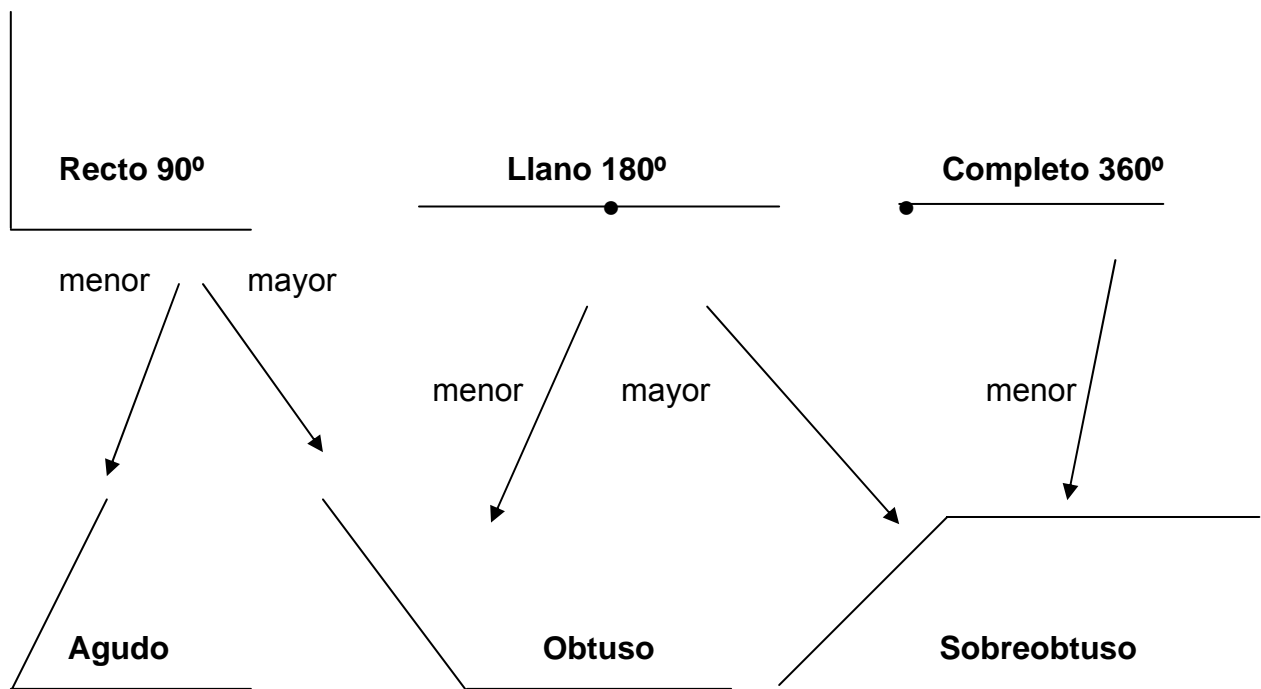 Recto 90º Llano 180º Completo 360º
menor mayor
menor mayor menor
Agudo Obtuso Sobreobtuso